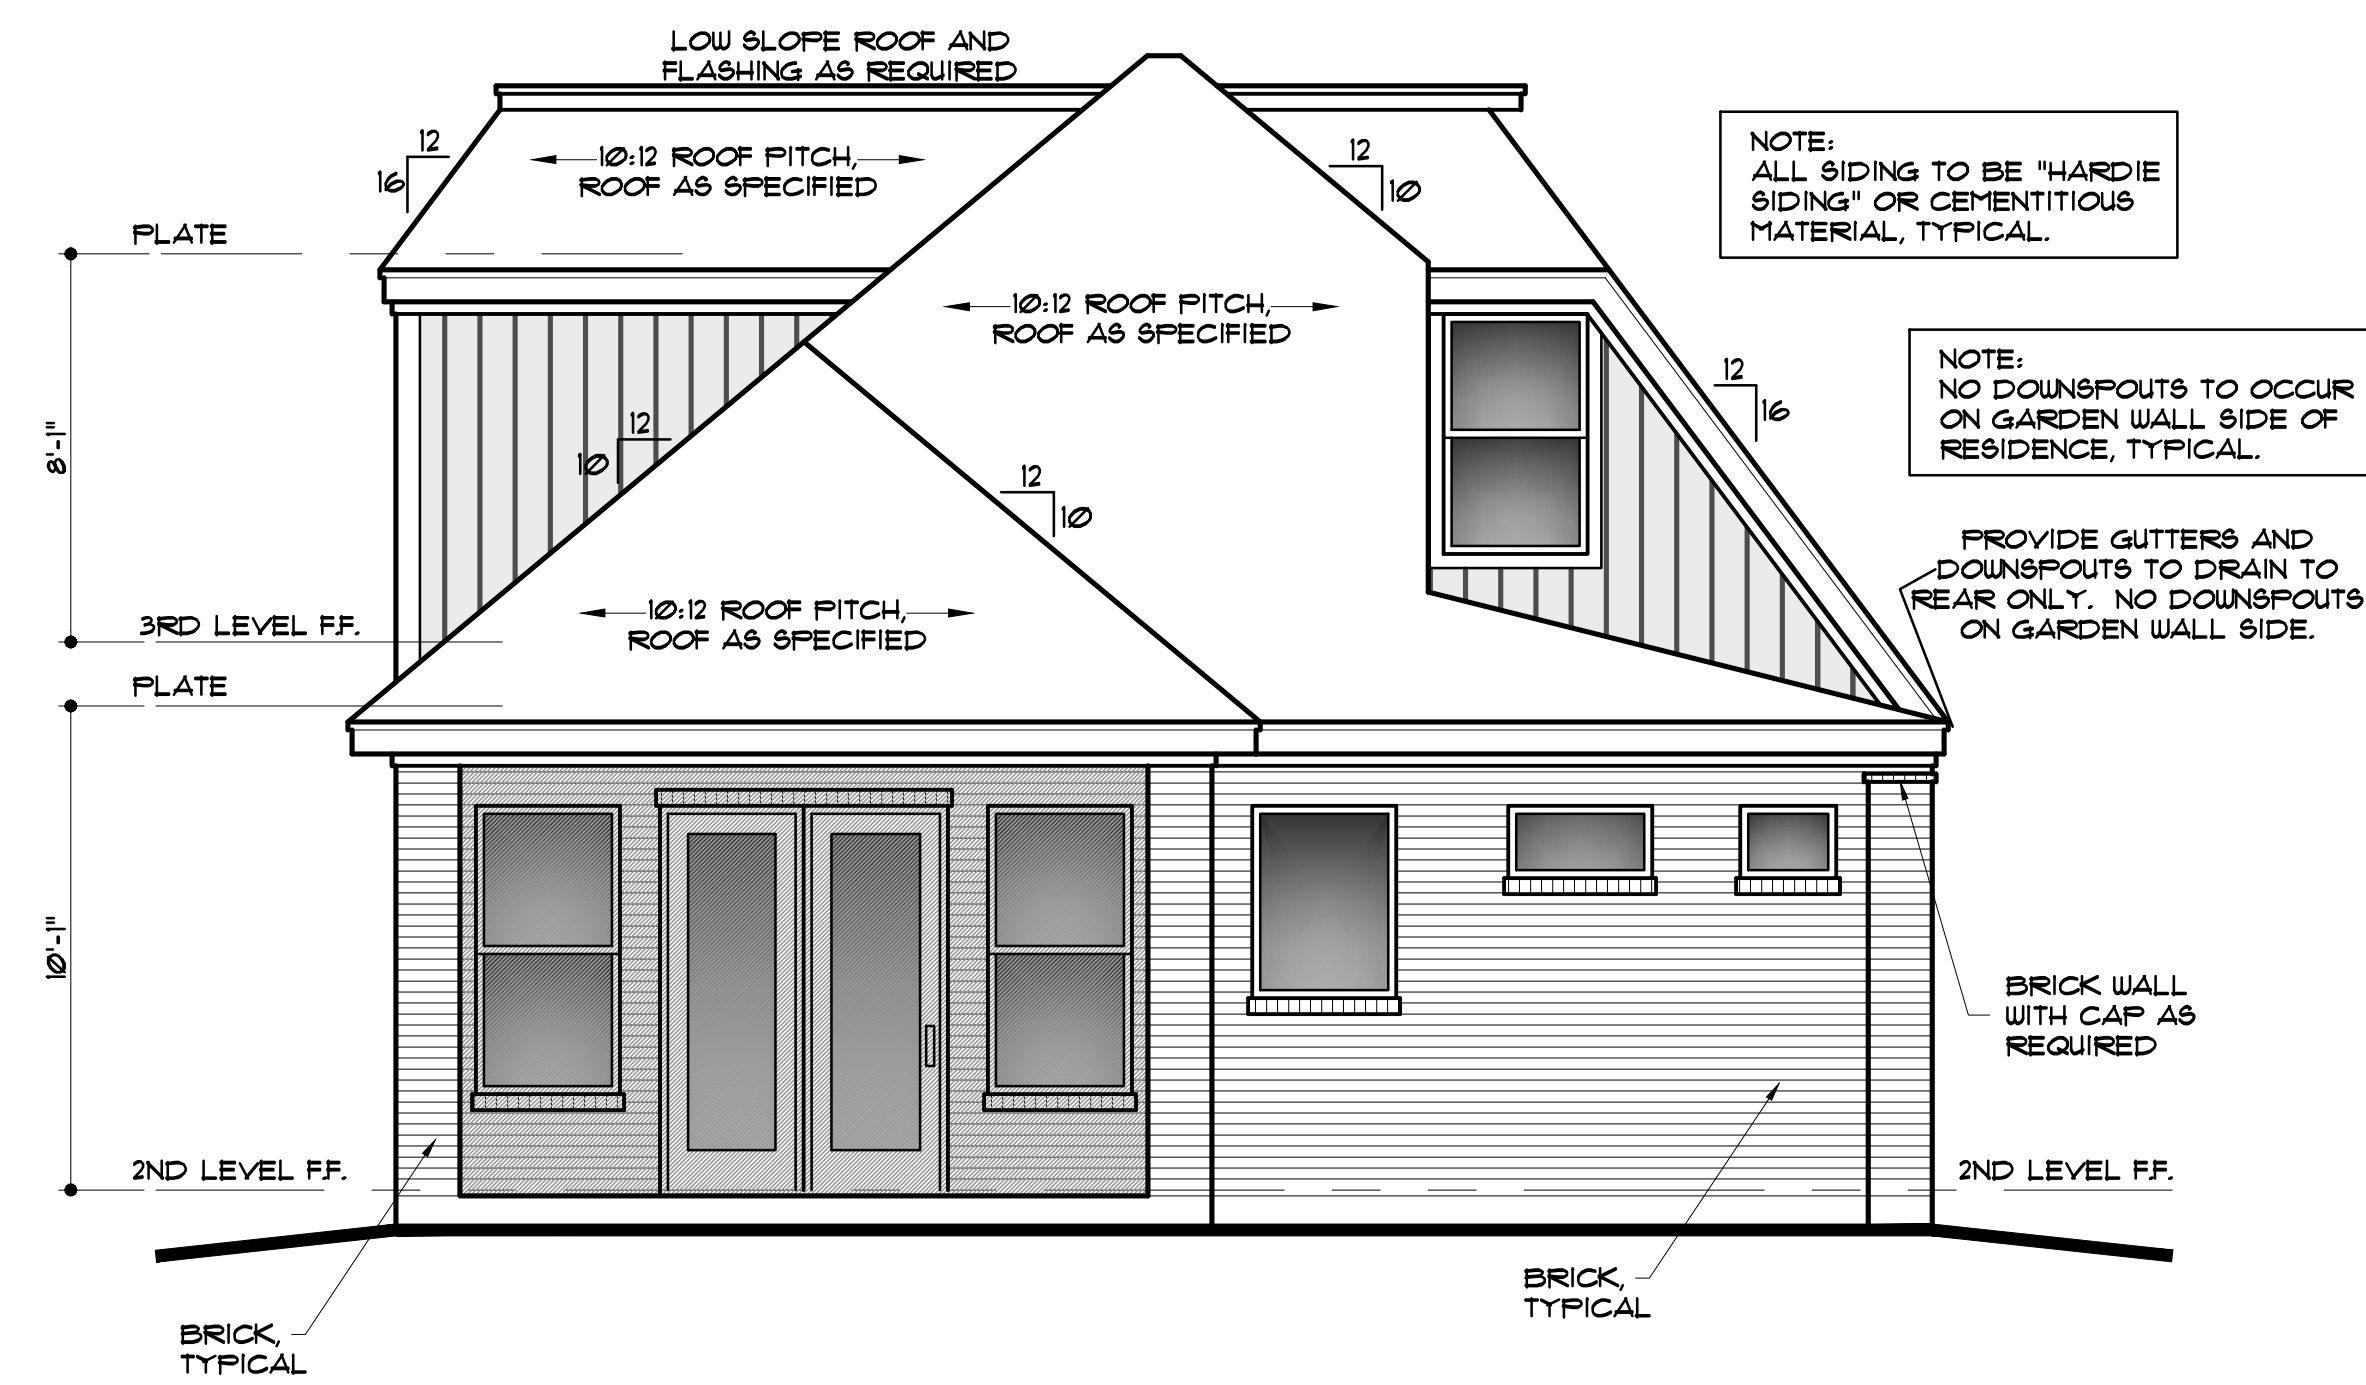 LOW SLOPE ROOF AND
FLASHING AS REQUIRED
12
16
10:12 ROOF PITCH,
ROOF AS SPECIFIED
12
10
NOTE:
ALL SIDING TO BE "HARDIE
SIDING" OR CEMENTITIOUS
MATERIAL, TYPICAL.
PLATE
10:12 ROOF PITCH,
ROOF AS SPECIFIED
NOTE:
NO DOWNSPOUTS TO OCCUR
ON GARDEN WALL SIDE OF
RESIDENCE, TYPICAL.
12
16
8'-1"
12
10
12
10
PROVIDE GUTTERS AND
DOWNSPOUTS TO DRAIN TO
REAR ONLY. NO DOWNSPOUTS
ON GARDEN WALL SIDE.
10:12 ROOF PITCH,
ROOF AS SPECIFIED
3RD LEVEL F.F.
PLATE
10'-1"
BRICK WALL
WITH CAP AS
REQUIRED
2ND LEVEL F.F.
2ND LEVEL F.F.
BRICK,
TYPICAL
BRICK,
TYPICAL